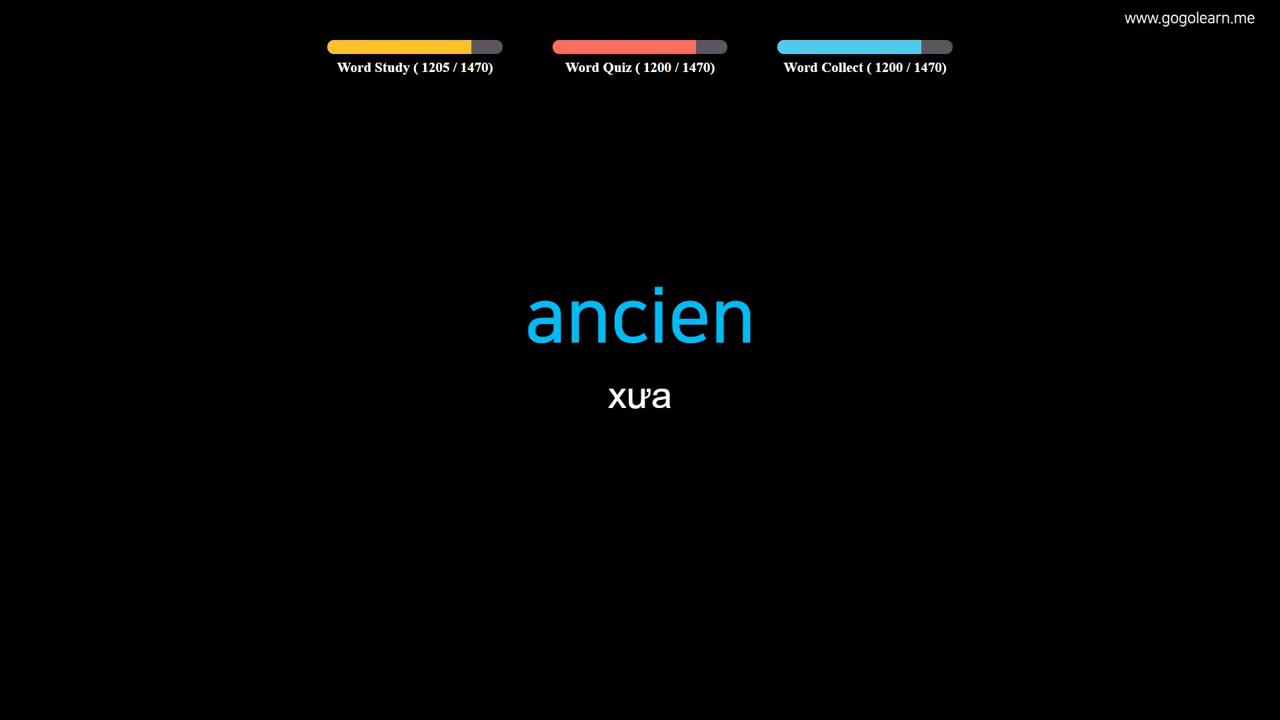 www.gogolearn.me
Word Study ( 1205 / 1470)
Word Quiz ( 1200 / 1470)
Word Collect ( 1200 / 1470)
ancien
xưa